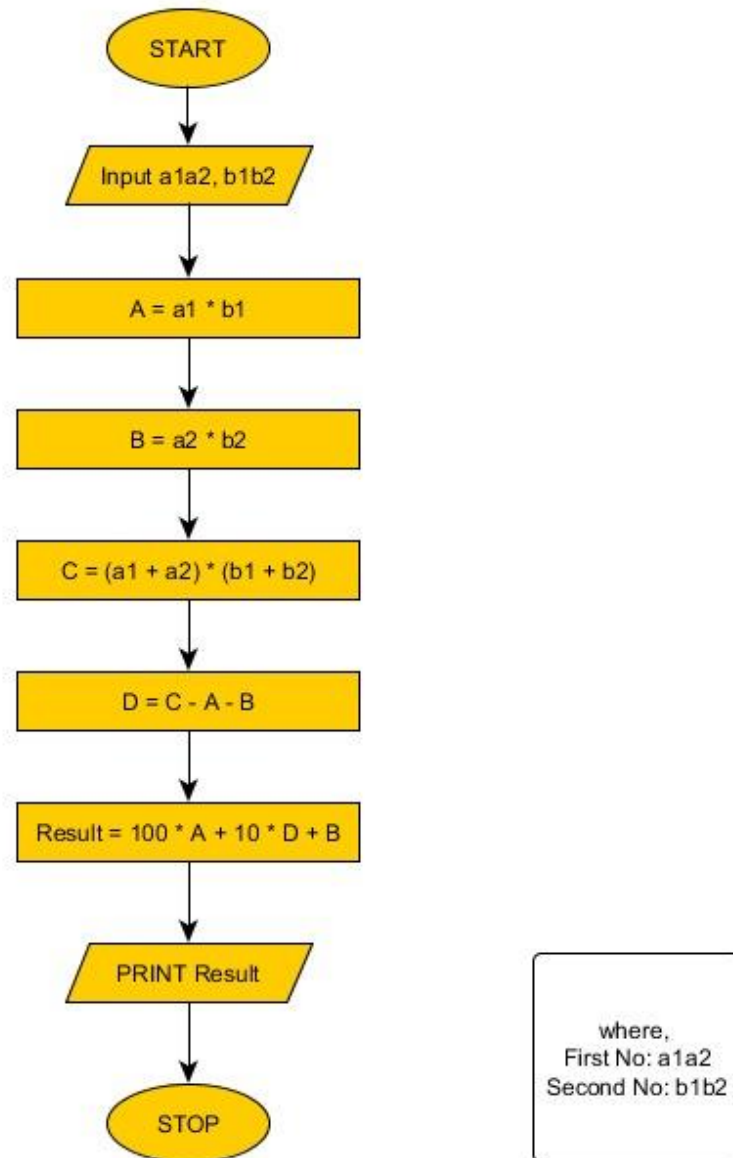 START
Input a1a2, b1b2
A = a1 * b1
B = a2 * b2
C = (a1 + a2) * (b1 + b2)
D = C - A - B
Result = 100 * A + 10 * D + B
PRINT Result
STOP
where,
First No: a1a2
Second No: b1b2